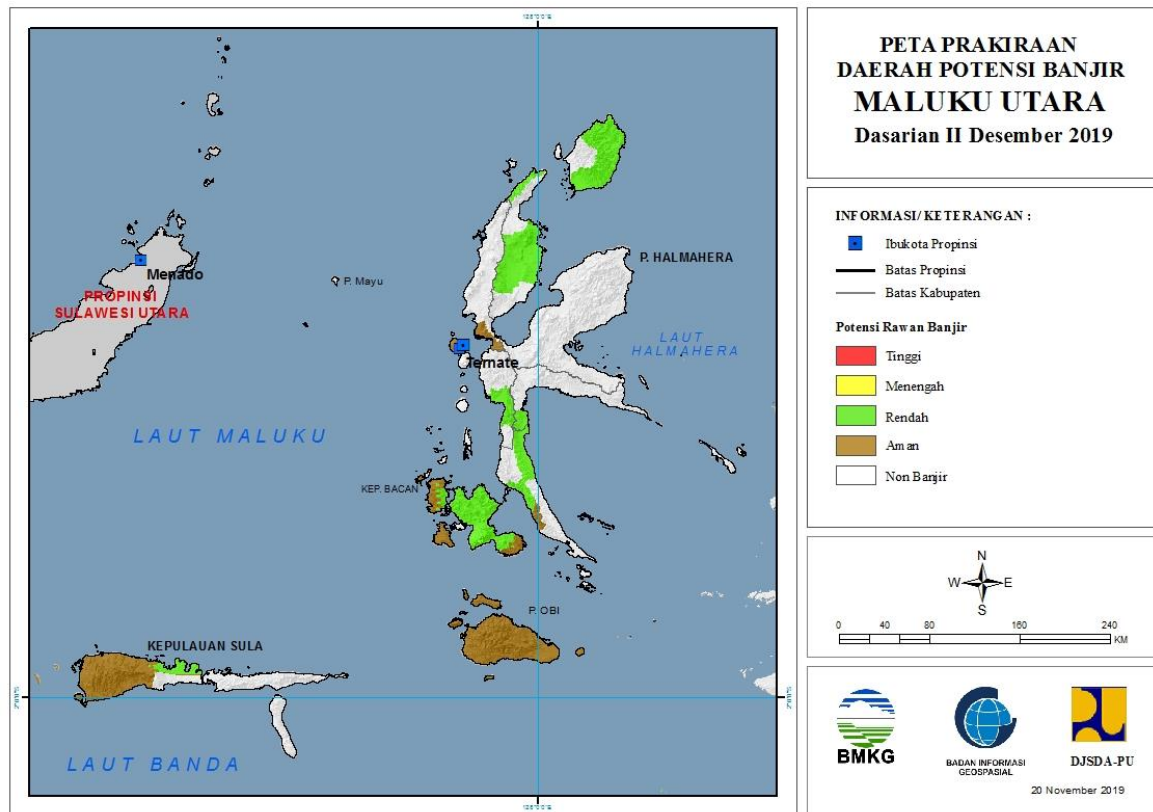 PETA PRAKIRAAN
DAERAH POTENSI BANJIR
MALUKU UTARA
Dasarian II Desember 2019
INFORMASI/ KETERANGAN :
Ibukota Propinsi
Batas Propinsi
Batas Kabupaten
Potensi Rawan Banjir
Tinggi
Menengah
Rendah
Aman
Non Banjir
N
W E
S
0 40 80 160 240
KM
BMKG
BADAN INFORMASI
GEOSPASIAL
DJSDA-PU
20 November 2019
Menado
PROPINSI
SULAWESI UTARA
P. Mayu
P. HALMAHERA
LAUT
HALMAHERA
Ternate
LAUT MALUKU
KEP. BACAN
P. OBI
KEPULAUAN SULA
LAUT BANDA